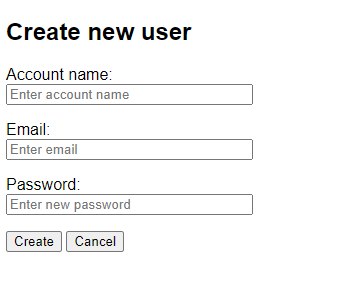 Create new user
Account name:
Enter account name
Email:
Enter email
Password:
Enter new password
Create Cancel